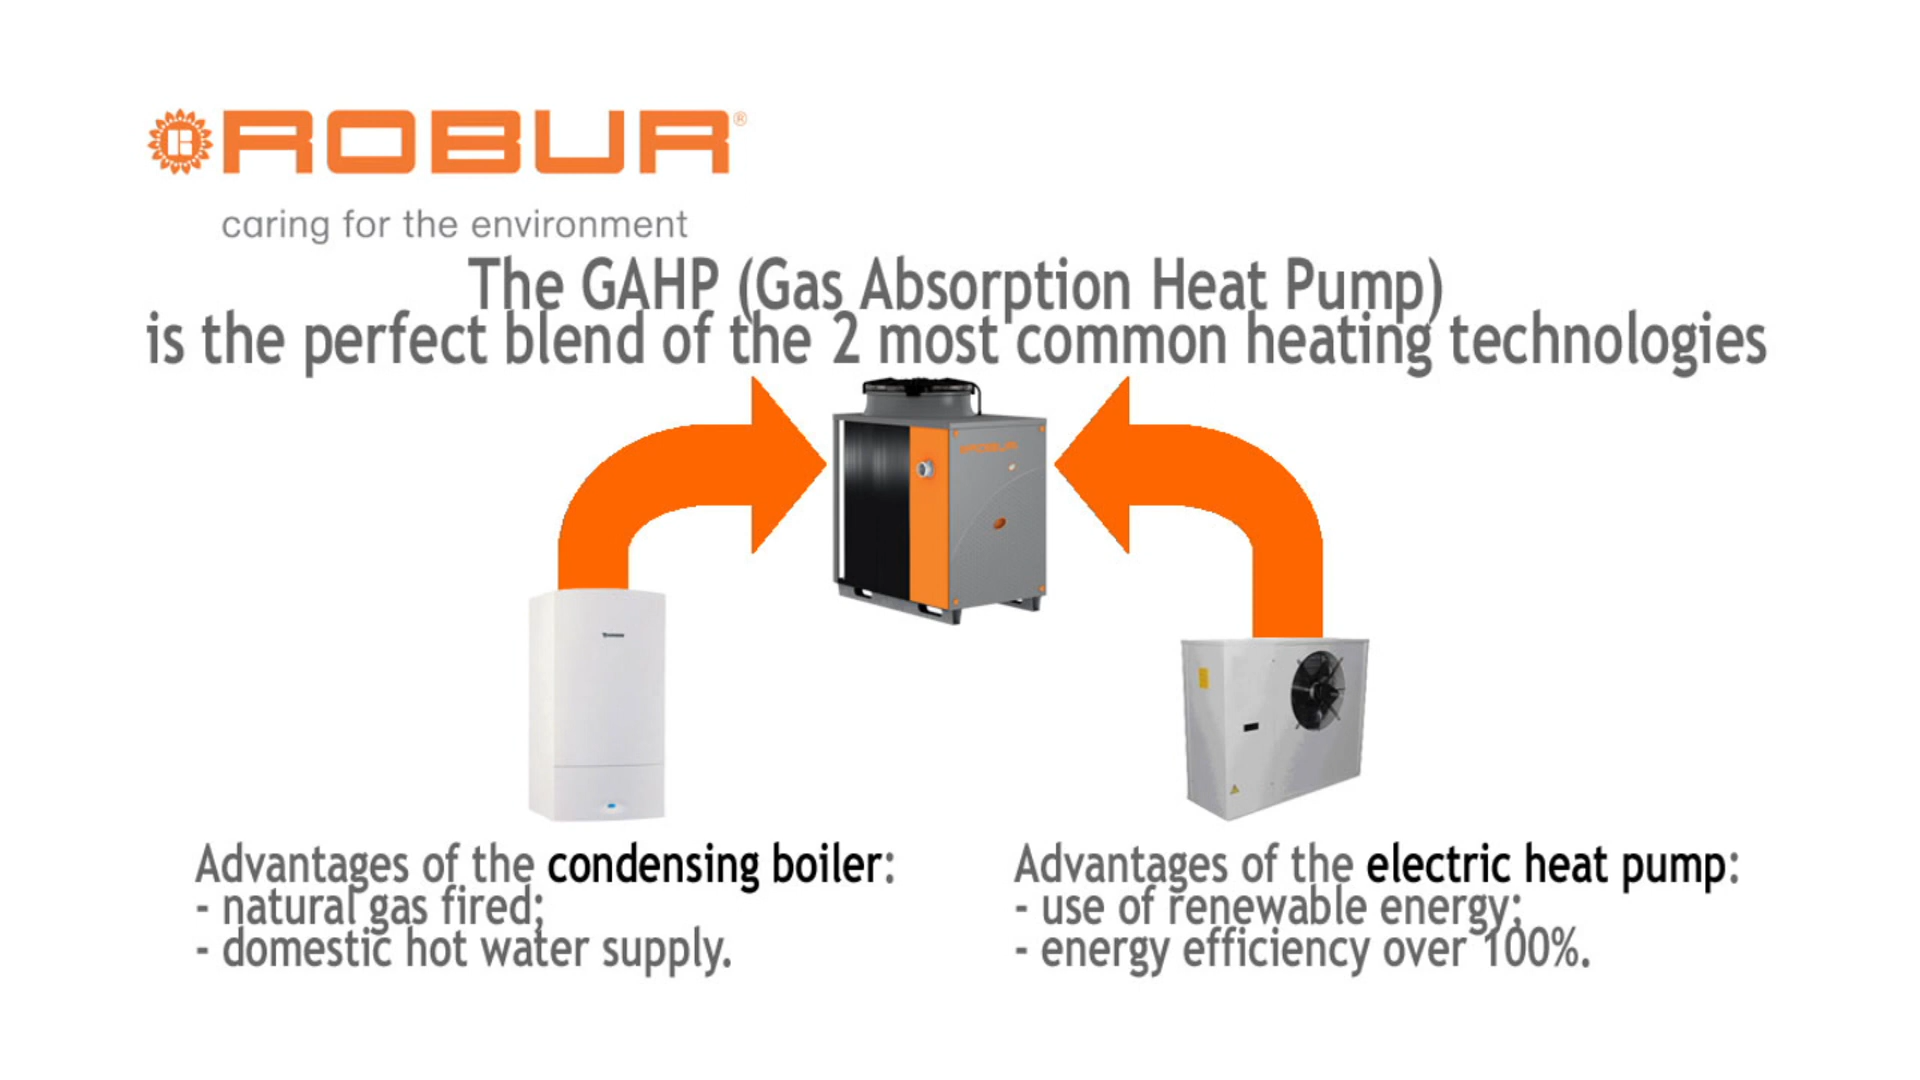 ROBUR®
caring for the environment
The GAHP (Gas Absorption Heat Pump)
is the perfect blend of the 2 most common heating technologies
ROBUR
Advantages of the condensing boiler:
- natural gas fired;
- domestic hot water supply.
Advantages of the electric heat pump:
- use of renewable energy;
- energy efficiency over 100%.